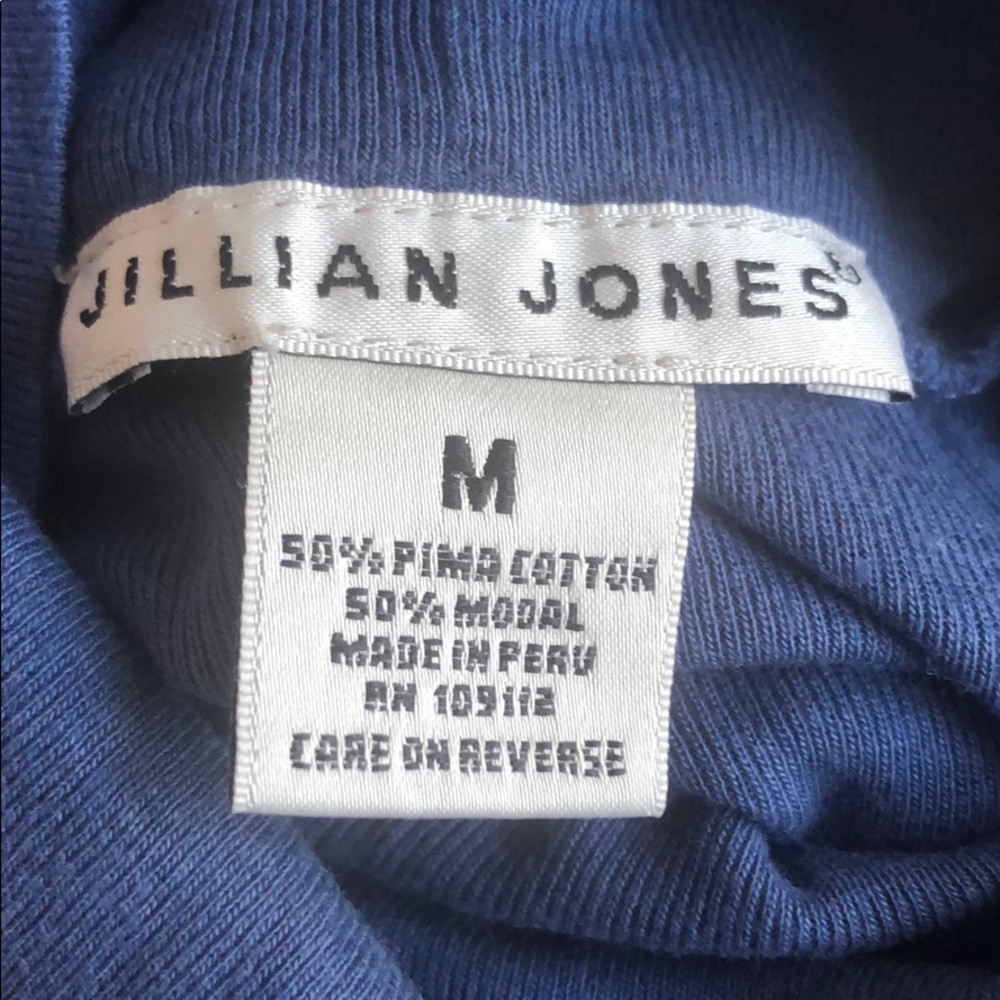 JILLIAN JONES®
M
50% PIMA COTTON
50% MODAL
MADE IN PERU
RN 109112
CARE ON REVERSE